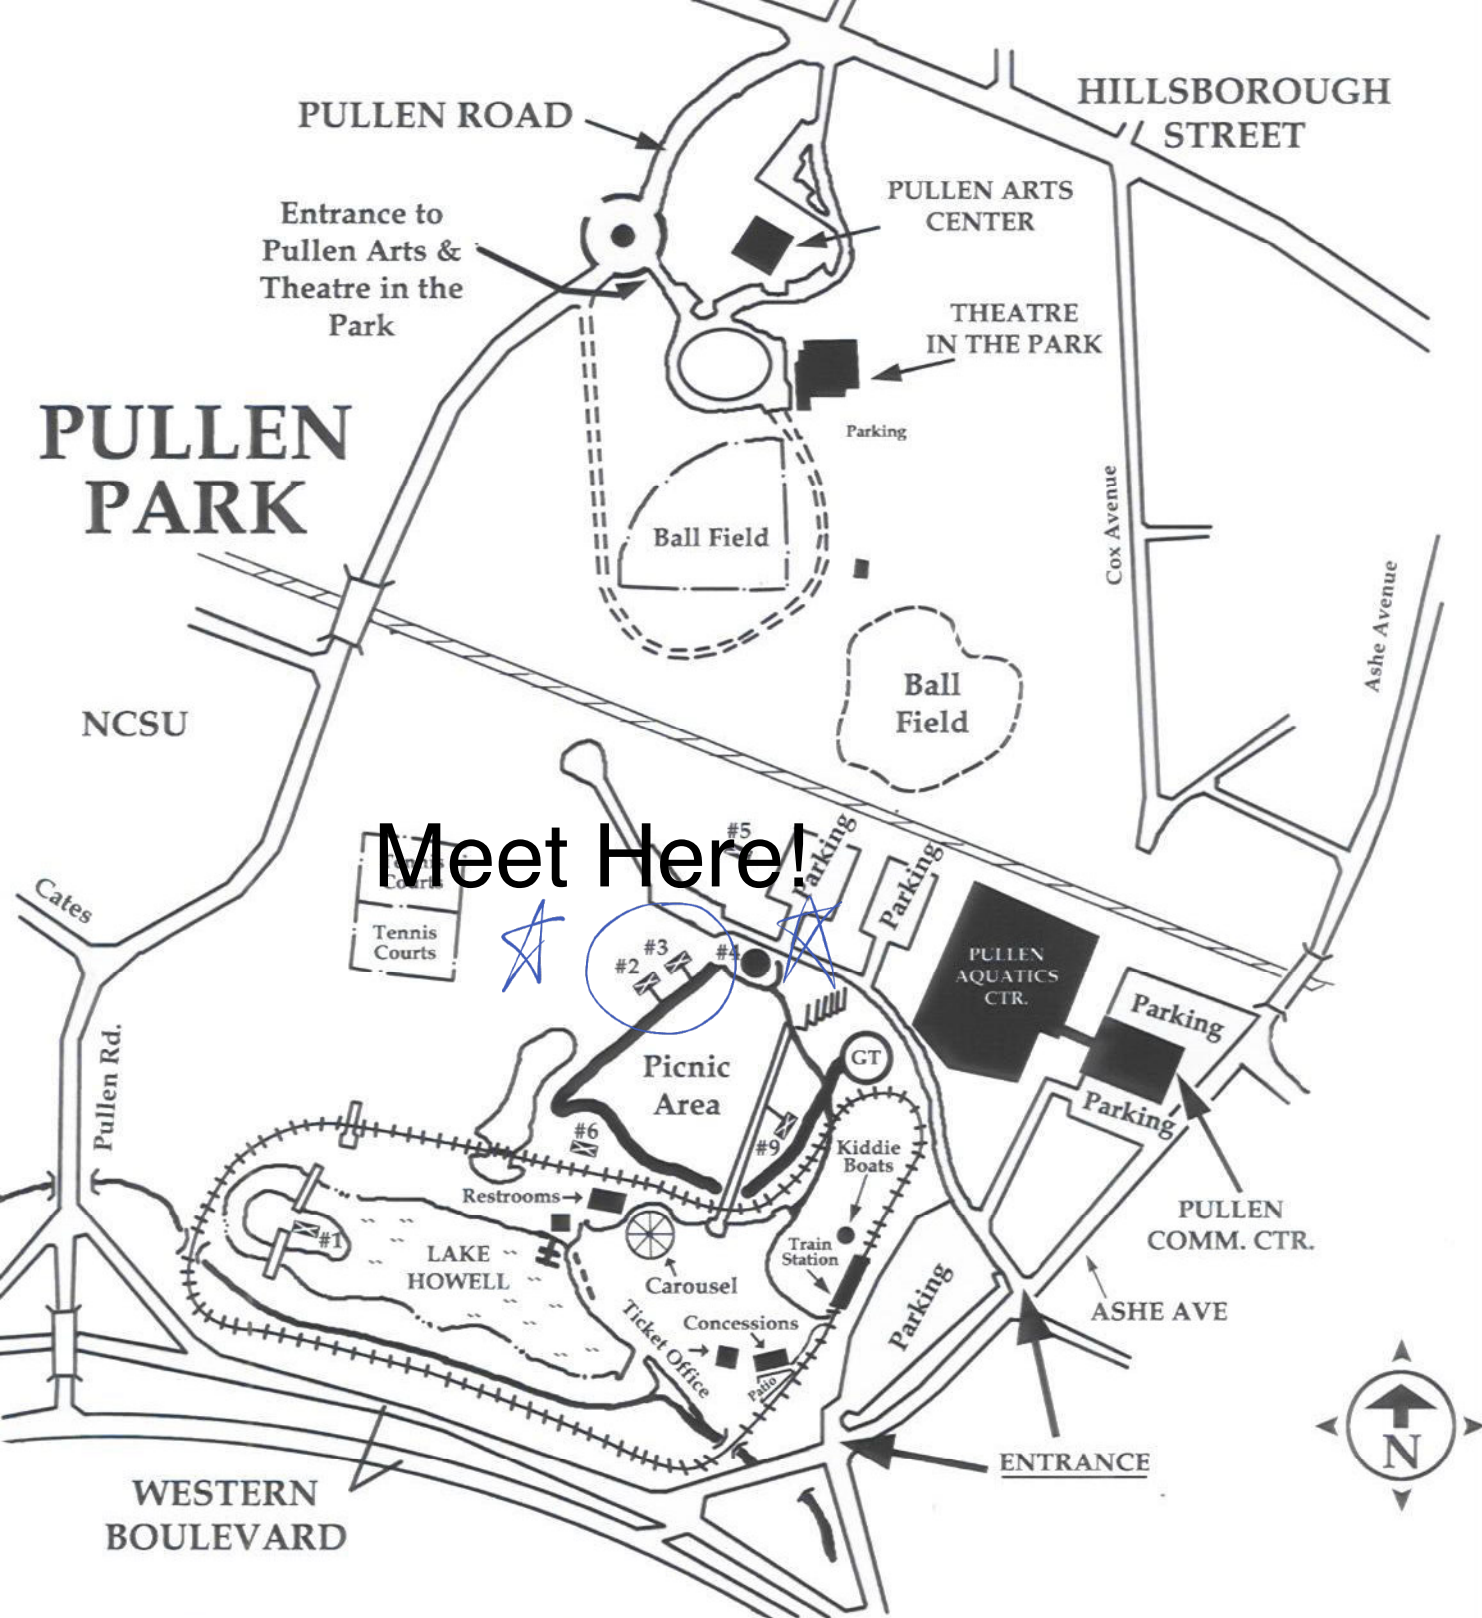 HILLSBOROUGH
STREET
PULLEN ROAD
PULLEN ARTS
CENTER
Entrance to
Pullen Arts &
Theatre in the
Park
THEATRE
IN THE PARK
PULLEN
PARK
Parking
Ball Field
Cox Avenue
Ashe Avenue
Ball
Field
NCSU
Meet Here!
#5
Parking
Parking
Tennis
Courts
Tennis
Courts
Cates
#3
#4
#2
PULLEN
AQUATICS
CTR.
Parking
Pullen Rd.
Picnic
Area
GT
Parking
#6
#9
Kiddie
Boats
Restrooms
PULLEN
COMM. CTR.
#1
LAKE
HOWELL
Train
Station
Carousel
Parking
ASHE AVE
Ticket Office
Concessions
Patio
ENTRANCE
N
WESTERN
BOULEVARD